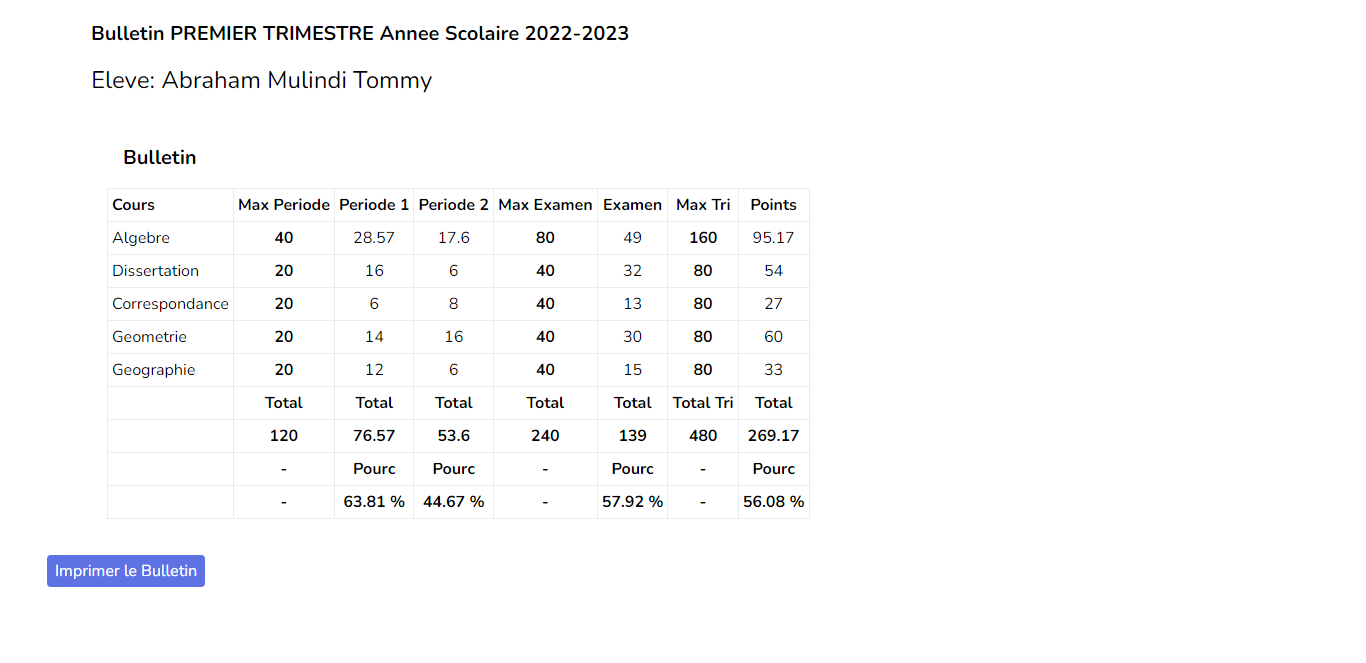 Bulletin PREMIER TRIMESTRE Annee Scolaire 2022-2023
Eleve: Abraham Mulindi Tommy
Bulletin
Cours Max Periode Periode 1 Periode 2 Max Examen Examen Max Tri Points
Algebre 40 28.57 17.6 80 49 160 95.17
Dissertation 20 16 6 40 32 80 54
Correspondance 20 6 8 40 13 80 27
Geometrie 20 14 16 40 30 80 60
Geographie 20 12 6 40 15 80 33
Total Total Total Total Total Total Tri Total
120 76.57 53.6 240 139 480 269.17
- Pourc Pourc - Pourc - Pourc
- 63.81 % 44.67 % - 57.92 % - 56.08 %
Imprimer le Bulletin